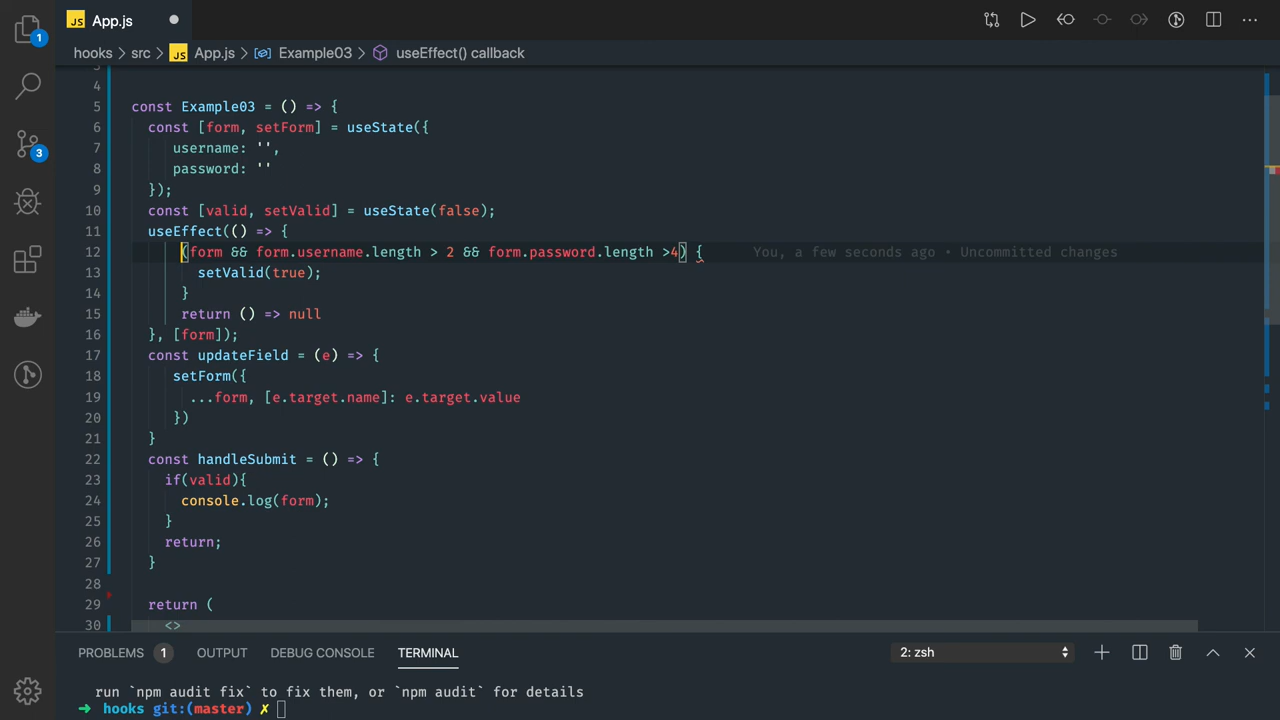 1
3
JS App.js
hooks > src > JS App.js > Example03 > useEffect() callback
3
4
5 const Example03 = () => {
6 const [form, setForm] = useState({
7 username: '',
8 password: ''
9 });
10 const [valid, setValid] = useState(false);
11 useEffect(() => {
12 (form && form.username.length > 2 && form.password.length >4) { You, a few seconds ago • Uncommitted changes
13 setValid(true);
14 }
15 return () => null
16 }, [form]);
17 const updateField = (e) => {
18 setForm({
19 ...form, [e.target.name]: e.target.value
20 })
21 }
22 const handleSubmit = () => {
23 if(valid){
24 console.log(form);
25 }
26 return;
27 }
28
29 return (
30 <>
PROBLEMS 1 OUTPUT DEBUG CONSOLE TERMINAL 2: zsh
run `npm audit fix` to fix them, or `npm audit` for details
➜ hooks git:(master) ✗